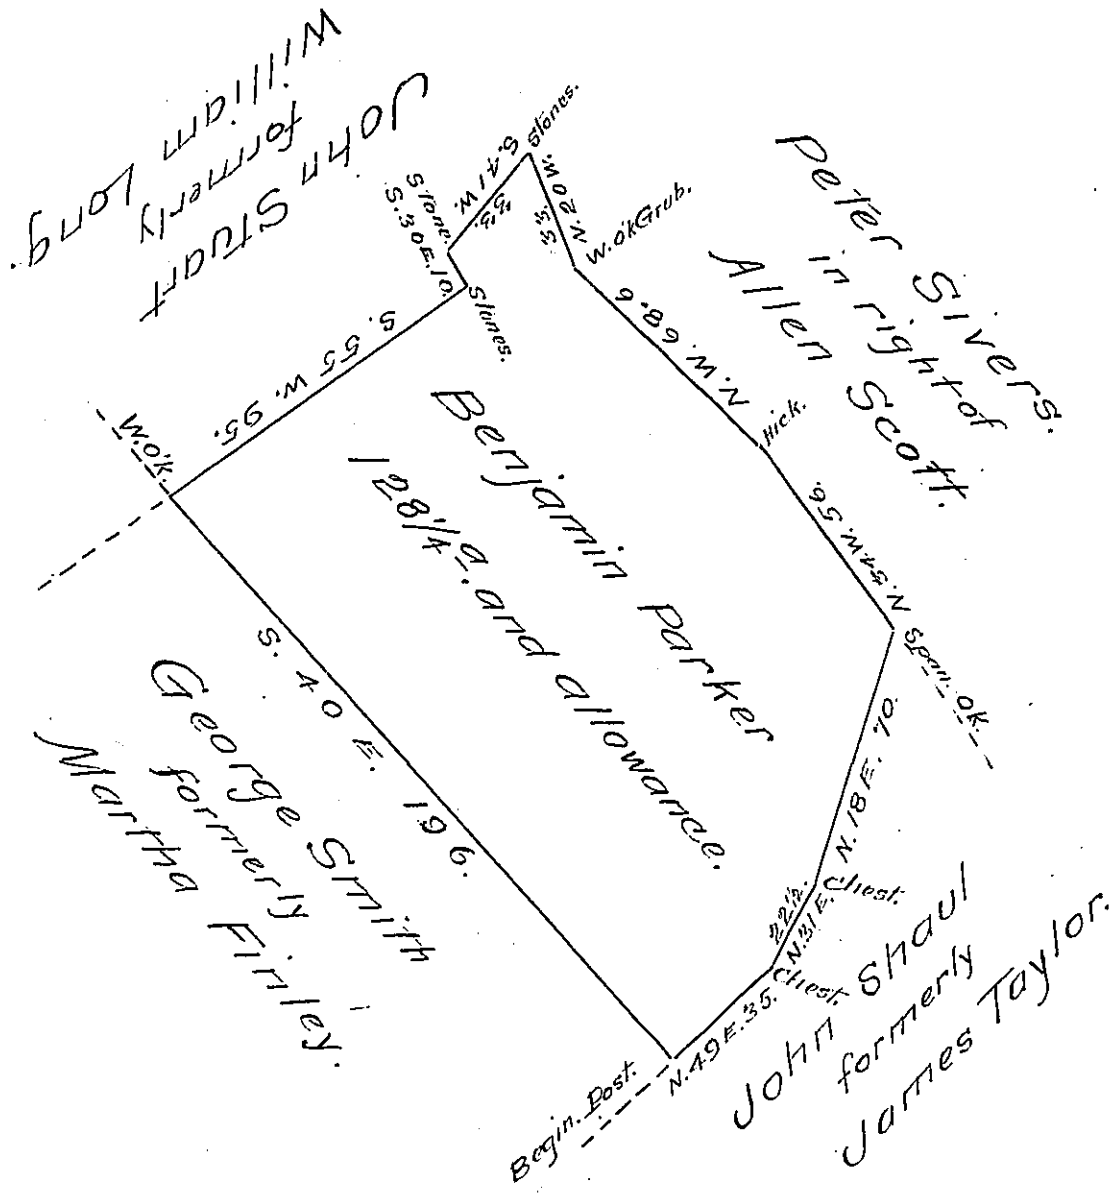 John Stuart
formerly
William Long.
Peter Sivers.
in right of
Allen Scott.
Benjamin Parker
128 1/4 a. and allowance.
George Smith
formerly
Martha Finley.
John Shaul
formerly
James Taylor.
Begin. Post.
N. 49 E. 35.
Chest.
N. 31 E. 22 1/2.
Chest.
N. 18 E. 70.
Span. ok.
N. 54 W. 56.
Hick.
N. W. 68.6
W. ok Grub.
N. 20 W. 33.
Stones.
S. 41 W. 35.
Stone.
S. 30 E. 10.
Stones.
S. 55 W. 95.
W. ok.
S. 40 E. 196.